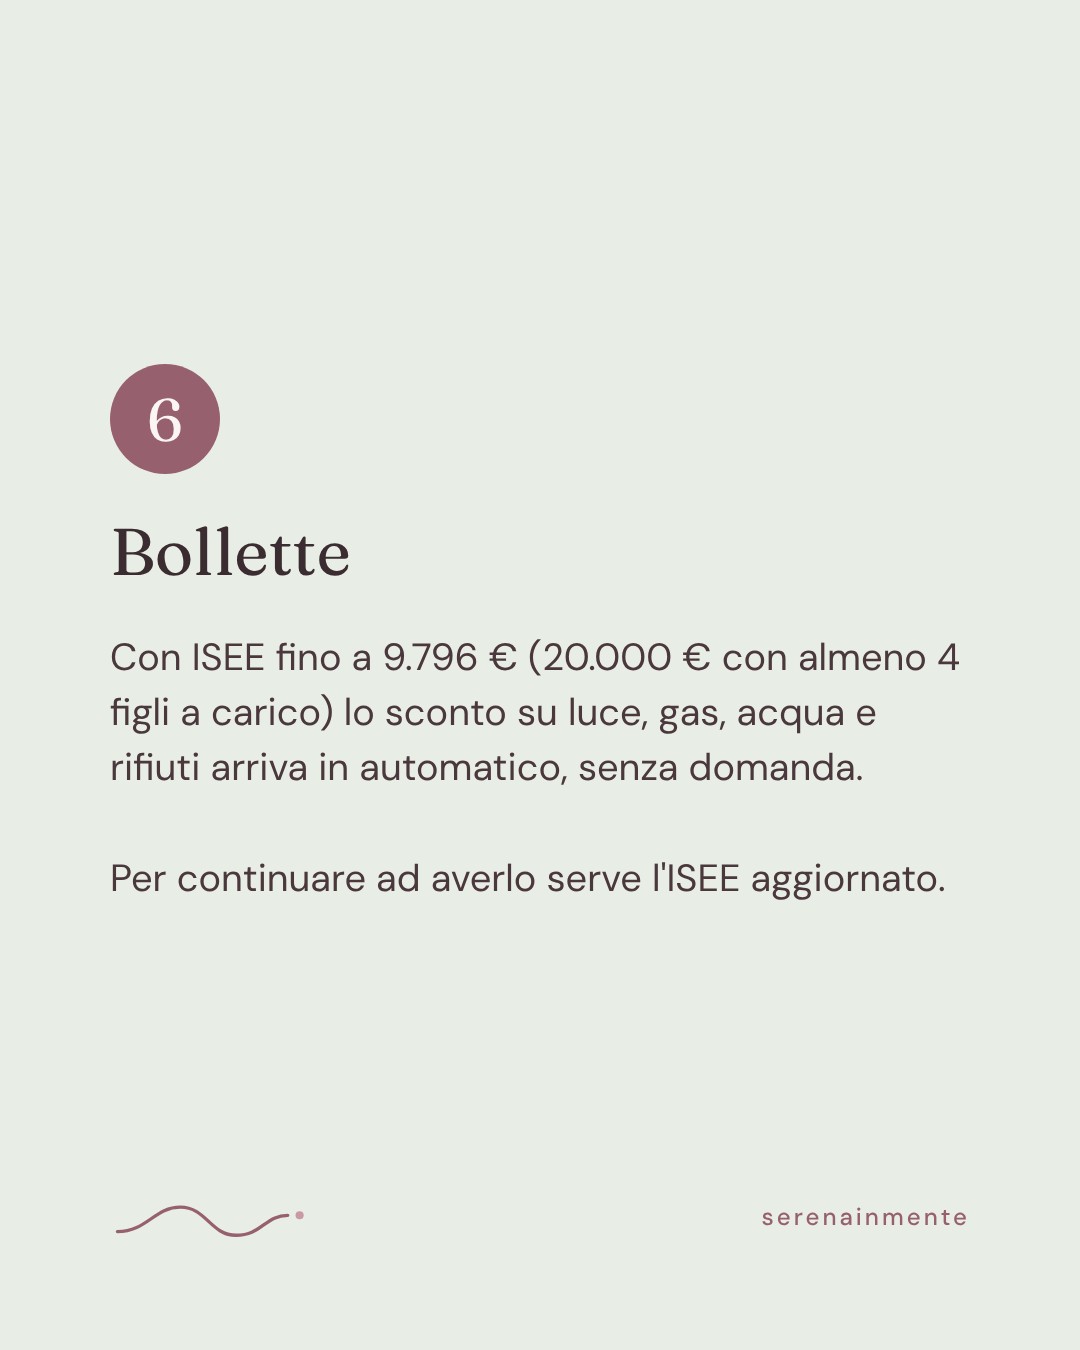 6
Bollette
Con ISEE fino a 9.796 € (20.000 € con almeno 4
figli a carico) lo sconto su luce, gas, acqua e
rifiuti arriva in automatico, senza domanda.
Per continuare ad averlo serve l'ISEE aggiornato.
serenainmente